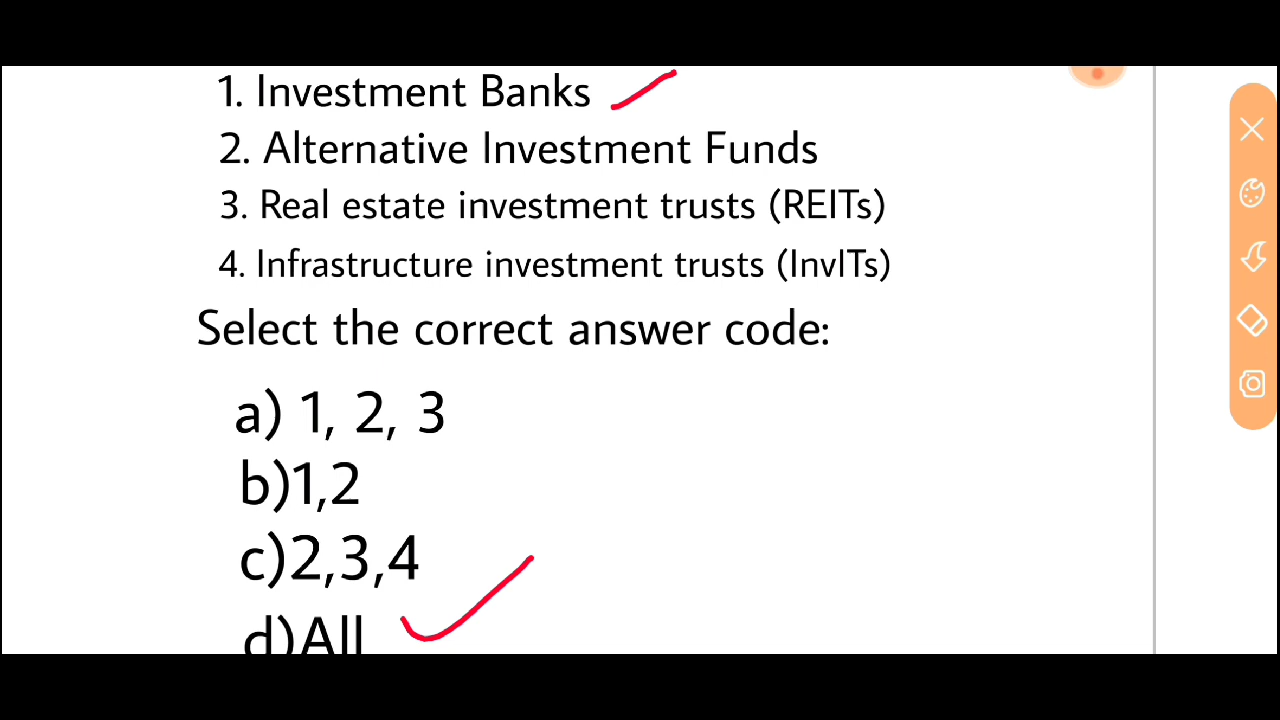 1. Investment Banks
2. Alternative Investment Funds
3. Real estate investment trusts (REITs)
4. Infrastructure investment trusts (InvITs)
Select the correct answer code:
a) 1, 2, 3
b)1,2
c)2,3,4
d)All